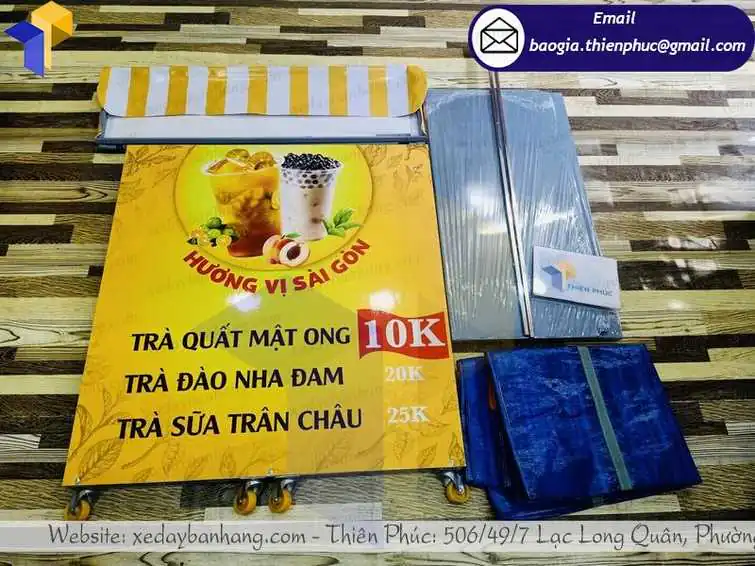 Email
baogia.thienphuc@gmail.com
HƯƠNG VỊ SÀI GÒN
TRÀ QUẤT MẬT ONG 10K
TRÀ ĐÀO NHA ĐAM 20K
TRÀ SỮA TRÂN CHÂU 25K
THIÊN PHÚC
Website: xedaybanhang.com - Thiên Phúc: 506/49/7 Lạc Long Quân, Phườn